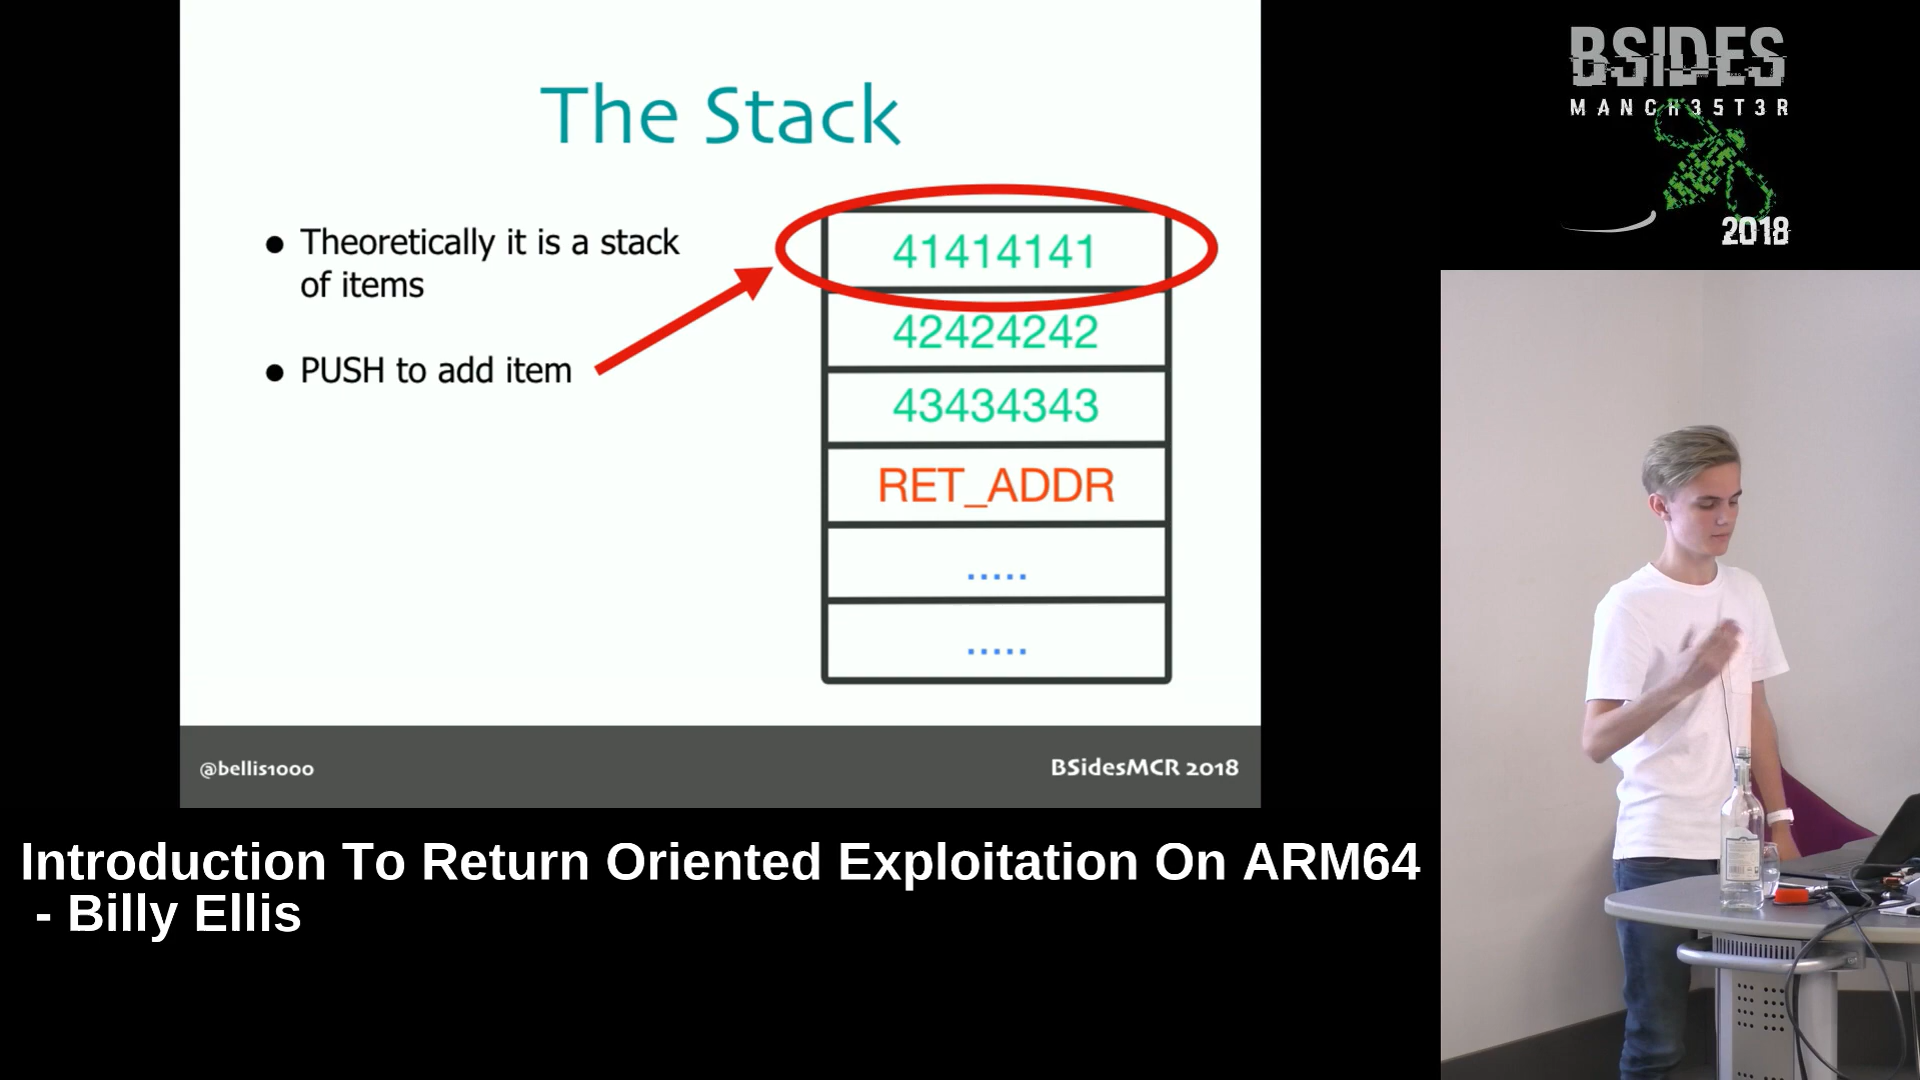 The Stack
● Theoretically it is a stack
of items
● PUSH to add item
41414141
42424242
43434343
RET_ADDR
.....
.....
@bellis1000
BSidesMCR 2018
BSIDES
MANCH35T3R
2018
Introduction To Return Oriented Exploitation On ARM64
- Billy Ellis